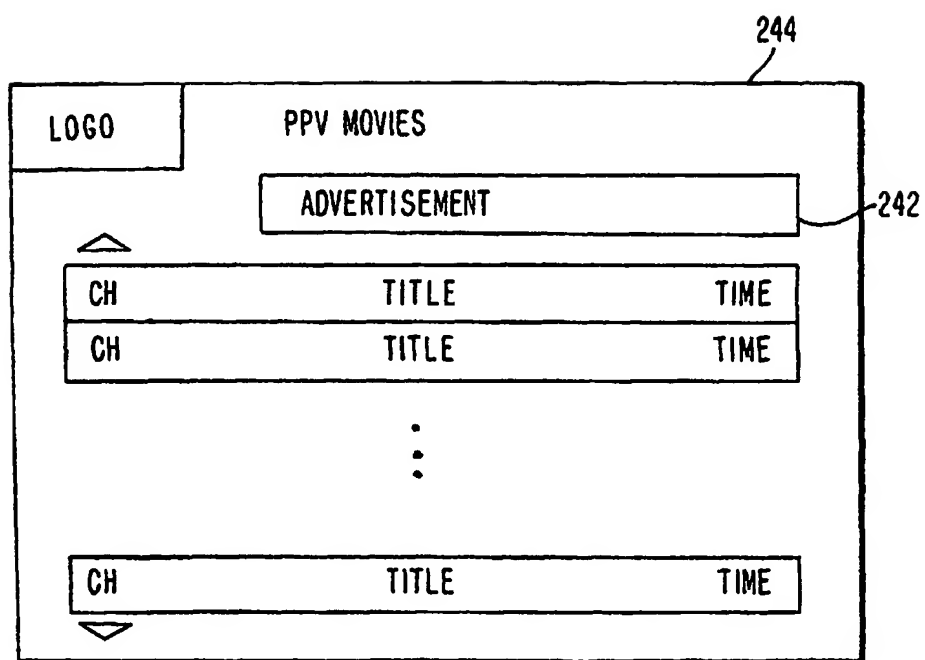 244
LOGO PPV MOVIES
ADVERTISEMENT 242
CH TITLE TIME
CH TITLE TIME
CH TITLE TIME